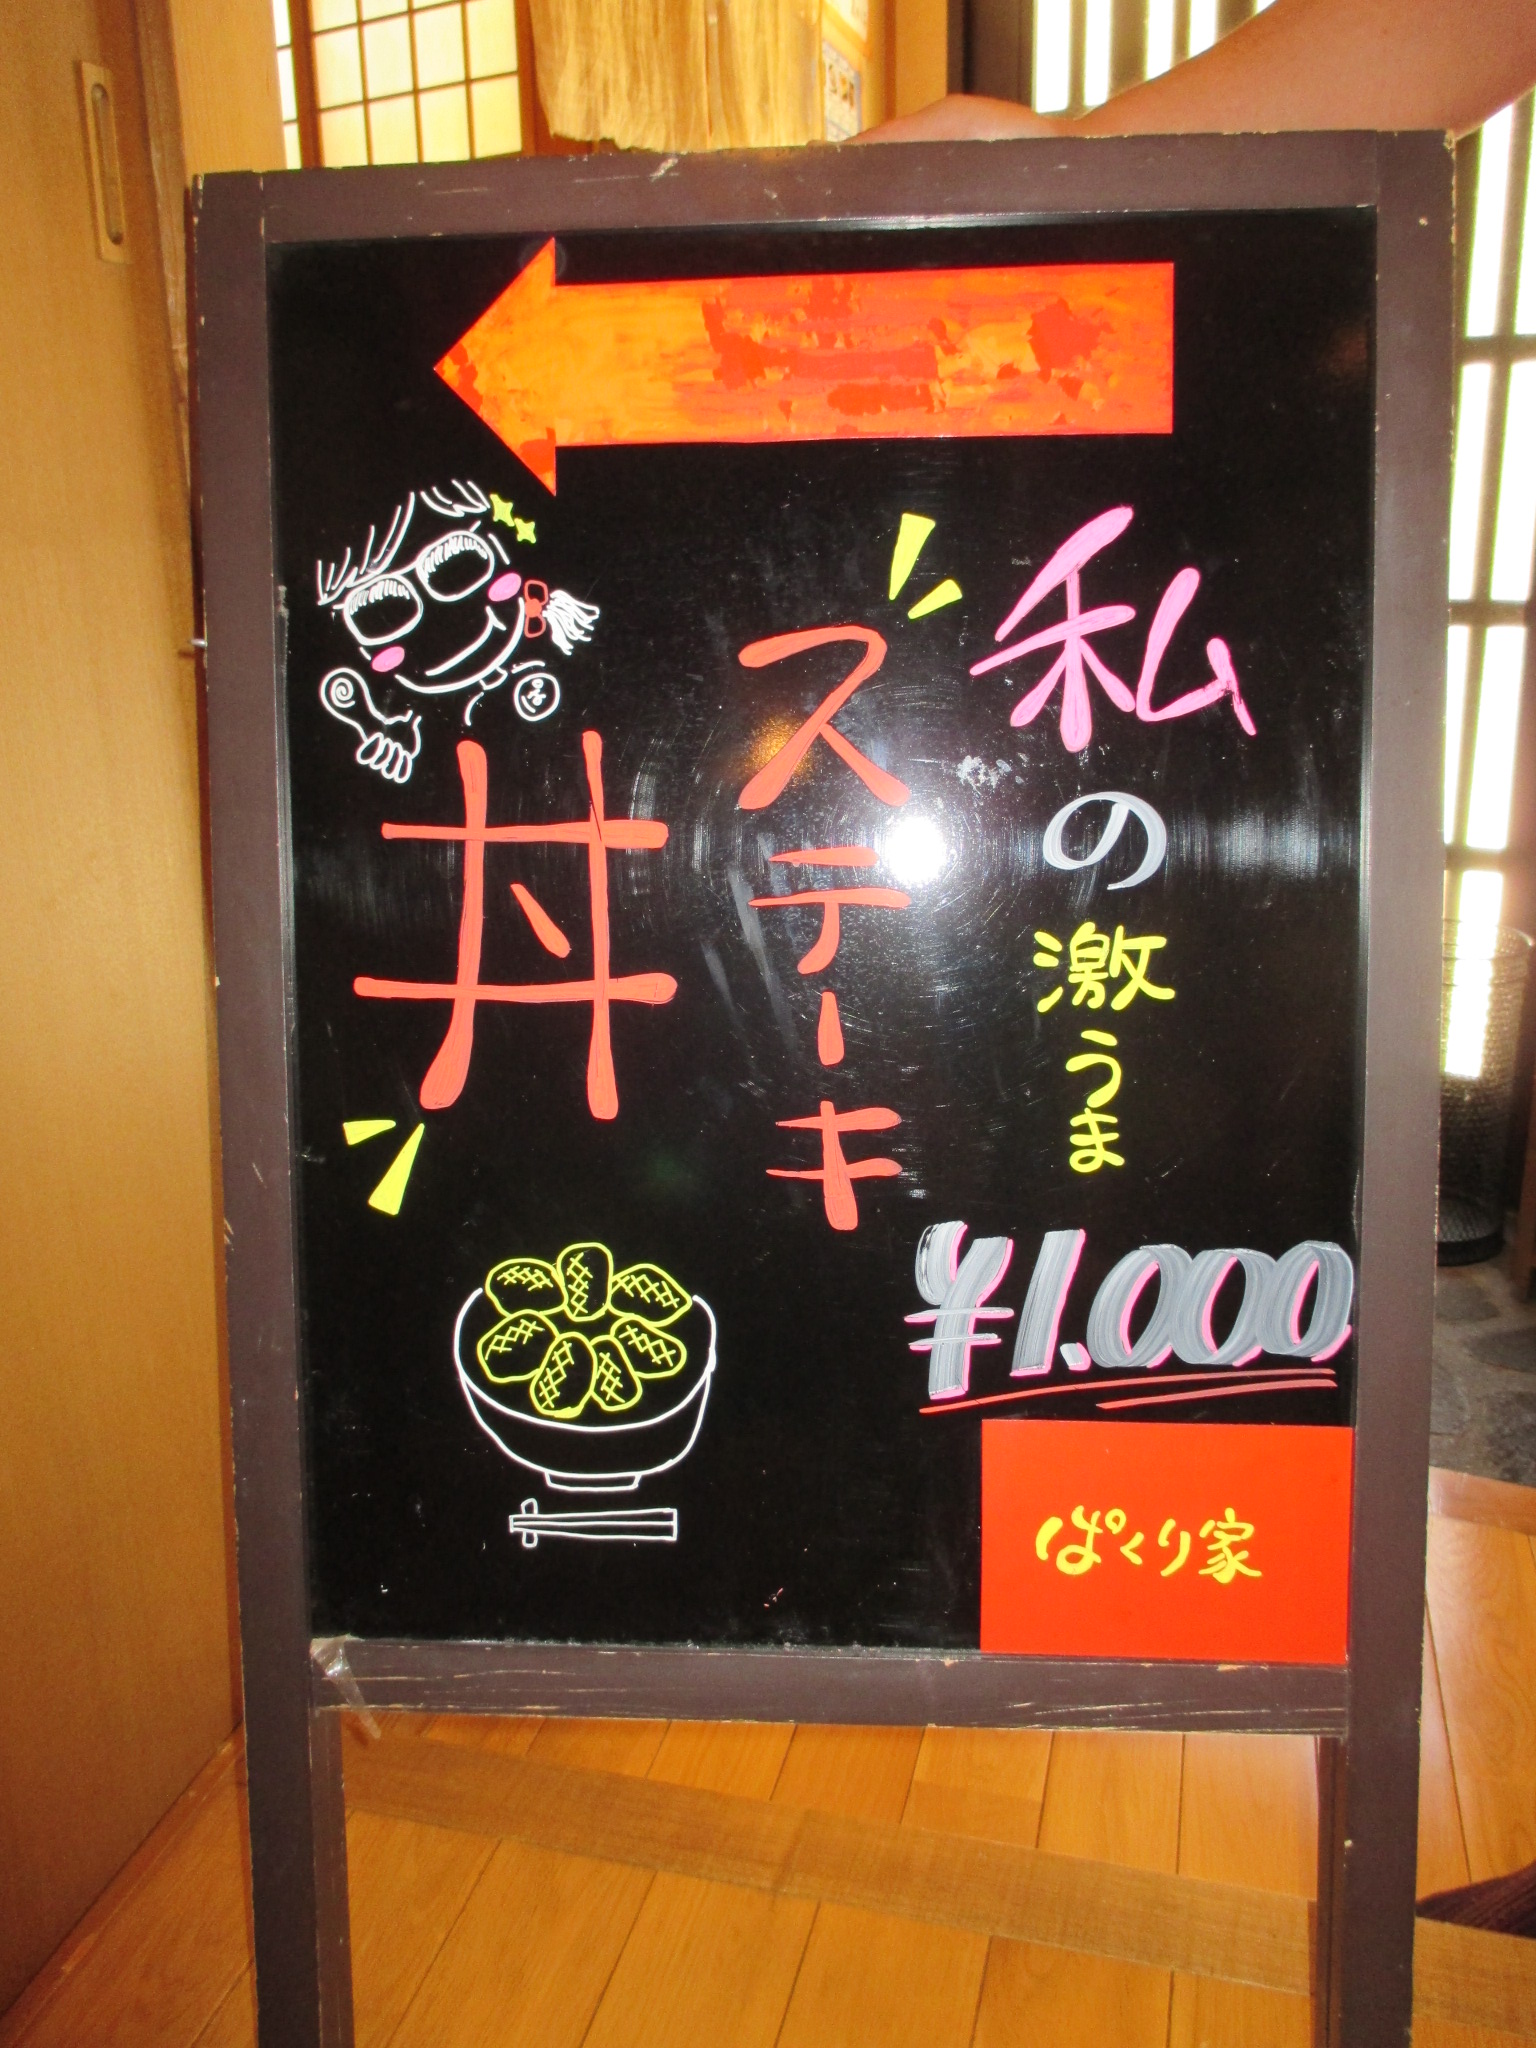 私の激うま
ステーキ
丼
¥1.000
ぱくり家